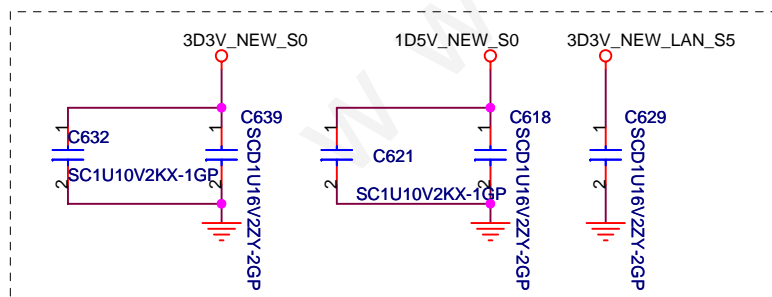 3D3V_NEW_S0
1D5V_NEW_S0
3D3V_NEW_LAN_S5
1
C632
2
SC1U10V2KX-1GP
1
C639
2
SCD1U16V2ZY-2GP
1
C621
2
SC1U10V2KX-1GP
1
C618
2
SCD1U16V2ZY-2GP
1
C629
2
SCD1U16V2ZY-2GP
W W